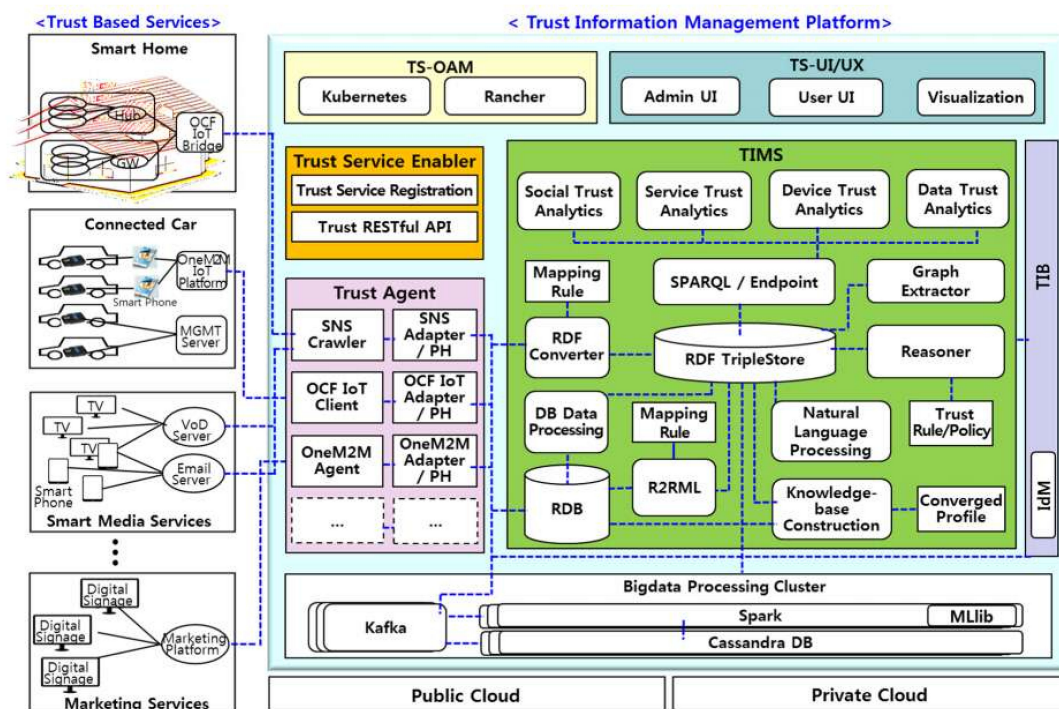 <Trust Based Services>
< Trust Information Management Platform>
Smart Home
Hub
GW
OCF
IoT
Bridge
Connected Car
OneM2M
IoT
Platform
Smart Phone
MGMT
Server
TV
TV
TV
VoD
Server
Email
Server
Smart
Phone
Smart Media Services
Digital
Signage
Digital
Signage
Digital
Signage
Marketing
Platform
Marketing Services
TS-OAM
Kubernetes
Rancher
TS-UI/UX
Admin UI
User UI
Visualization
Trust Service Enabler
Trust Service Registration
Trust RESTful API
Trust Agent
SNS
Crawler
SNS
Adapter
/ PH
OCF IoT
Client
OCF IoT
Adapter
/ PH
OneM2M
Agent
OneM2M
Adapter
/ PH
...
...
TIMS
Social Trust
Analytics
Service Trust
Analytics
Device Trust
Analytics
Data Trust
Analytics
Mapping
Rule
SPARQL / Endpoint
Graph
Extractor
RDF
Converter
RDF TripleStore
Reasoner
DB Data
Processing
Mapping
Rule
Natural
Language
Processing
Trust
Rule/Policy
RDB
R2RML
Knowledge-
base
Construction
Converged
Profile
TIB
IdM
Bigdata Processing Cluster
Kafka
Spark
MLlib
Cassandra DB
Public Cloud
Private Cloud